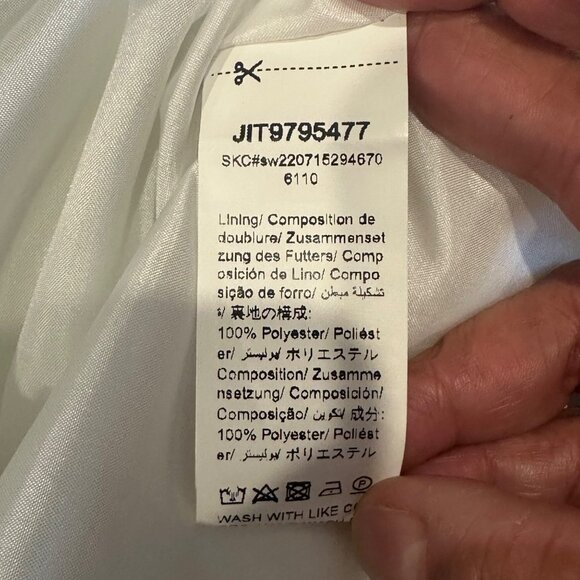 JIT9795477
SKC#sw220715294670
6110
Lining/ Composition de
doublure/ Zusammenset
zung des Futters/ Comp
osición de Lino/ Compo
sição de forro/ تشكيلة مبطن
ة/ 裏地の構成:
100% Polyester/ Poliést
er/ بوليستر/ ポリエステル
Composition/ Zusamme
nsetzung/ Composición/
Composição/ تكوين/ 成分:
100% Polyester/ Poliést
er/ بوليستر/ ポリエステル
WASH WITH LIKE